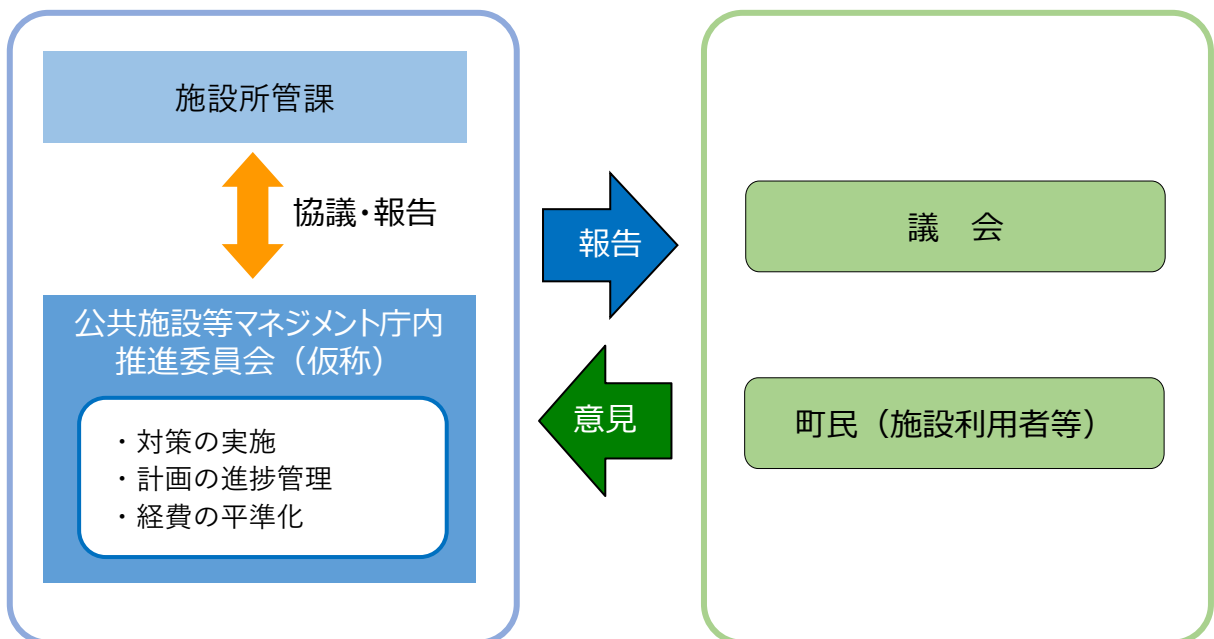 施設所管課
協議・報告
公共施設等マネジメント庁内
推進委員会（仮称）
・対策の実施
・計画の進捗管理
・経費の平準化
報告
意見
議　会
町民（施設利用者等）